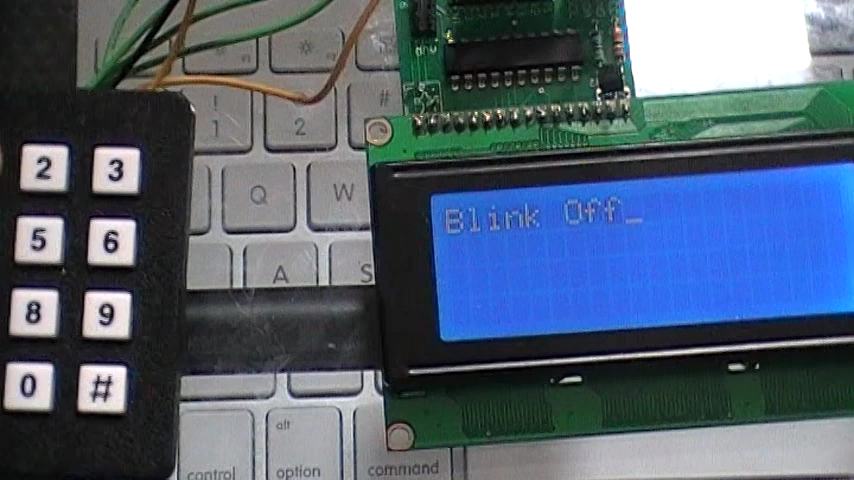 Blink Off_
2 3
5 6
8 9
0 #
!
1
2
#
Q W
A S
alt
control option command